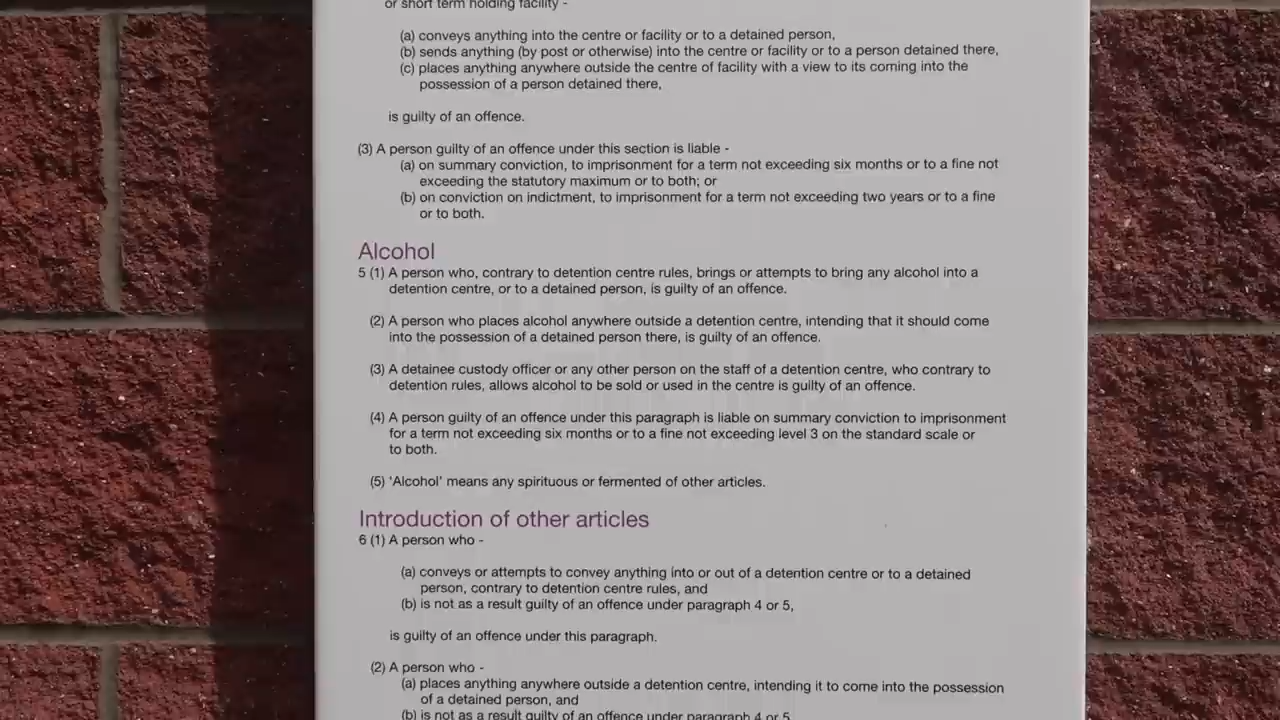 or short term holding facility -
(a) conveys anything into the centre or facility or to a detained person,
(b) sends anything (by post or otherwise) into the centre or facility or to a person detained there,
(c) places anything anywhere outside the centre of facility with a view to its coming into the
possession of a person detained there,
is guilty of an offence.
(3) A person guilty of an offence under this section is liable -
(a) on summary conviction, to imprisonment for a term not exceeding six months or to a fine not
exceeding the statutory maximum or to both; or
(b) on conviction on indictment, to imprisonment for a term not exceeding two years or to a fine
or to both.
Alcohol
5 (1) A person who, contrary to detention centre rules, brings or attempts to bring any alcohol into a
detention centre, or to a detained person, is guilty of an offence.
(2) A person who places alcohol anywhere outside a detention centre, intending that it should come
into the possession of a detained person there, is guilty of an offence.
(3) A detainee custody officer or any other person on the staff of a detention centre, who contrary to
detention rules, allows alcohol to be sold or used in the centre is guilty of an offence.
(4) A person guilty of an offence under this paragraph is liable on summary conviction to imprisonment
for a term not exceeding six months or to a fine not exceeding level 3 on the standard scale or
to both.
(5) 'Alcohol' means any spirituous or fermented of other articles.
Introduction of other articles
6 (1) A person who -
(a) conveys or attempts to convey anything into or out of a detention centre or to a detained
person, contrary to detention centre rules, and
(b) is not as a result guilty of an offence under paragraph 4 or 5,
is guilty of an offence under this paragraph.
(2) A person who -
(a) places anything anywhere outside a detention centre, intending it to come into the possession
of a detained person, and
(b) is not as a result guilty of an offence under paragraph 4 or 5